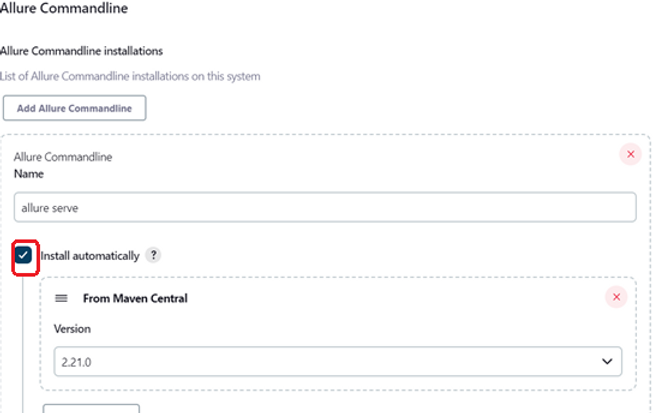 Allure Commandline
Allure Commandline installations
List of Allure Commandline installations on this system
Add Allure Commandline
Allure Commandline
Name
allure serve
Install automatically ?
From Maven Central
Version
2.21.0